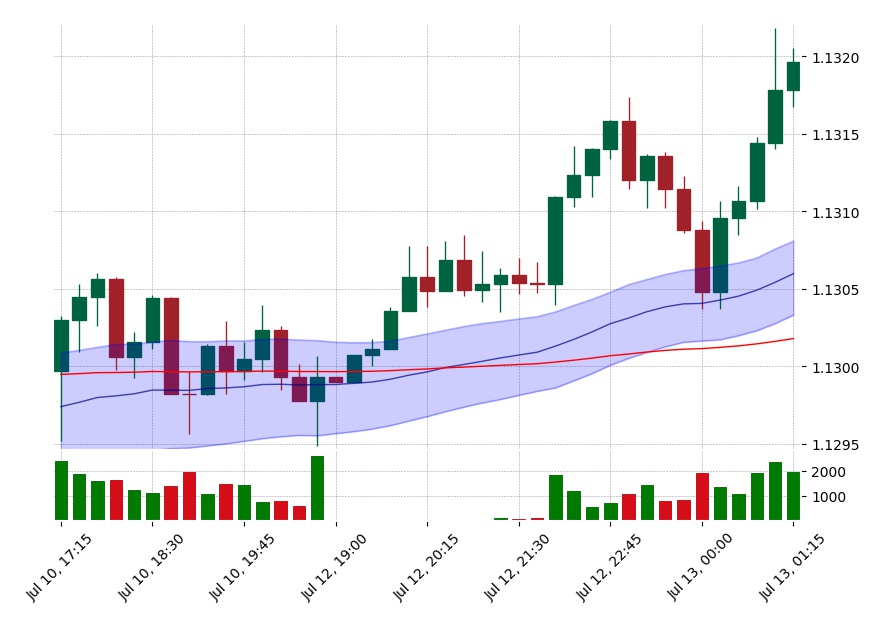 1.1320
1.1315
1.1310
1.1305
1.1300
1.1295
2000
1000
Jul 10, 17:15
Jul 10, 18:30
Jul 10, 19:45
Jul 12, 19:00
Jul 12, 20:15
Jul 12, 21:30
Jul 12, 22:45
Jul 13, 00:00
Jul 13, 01:15